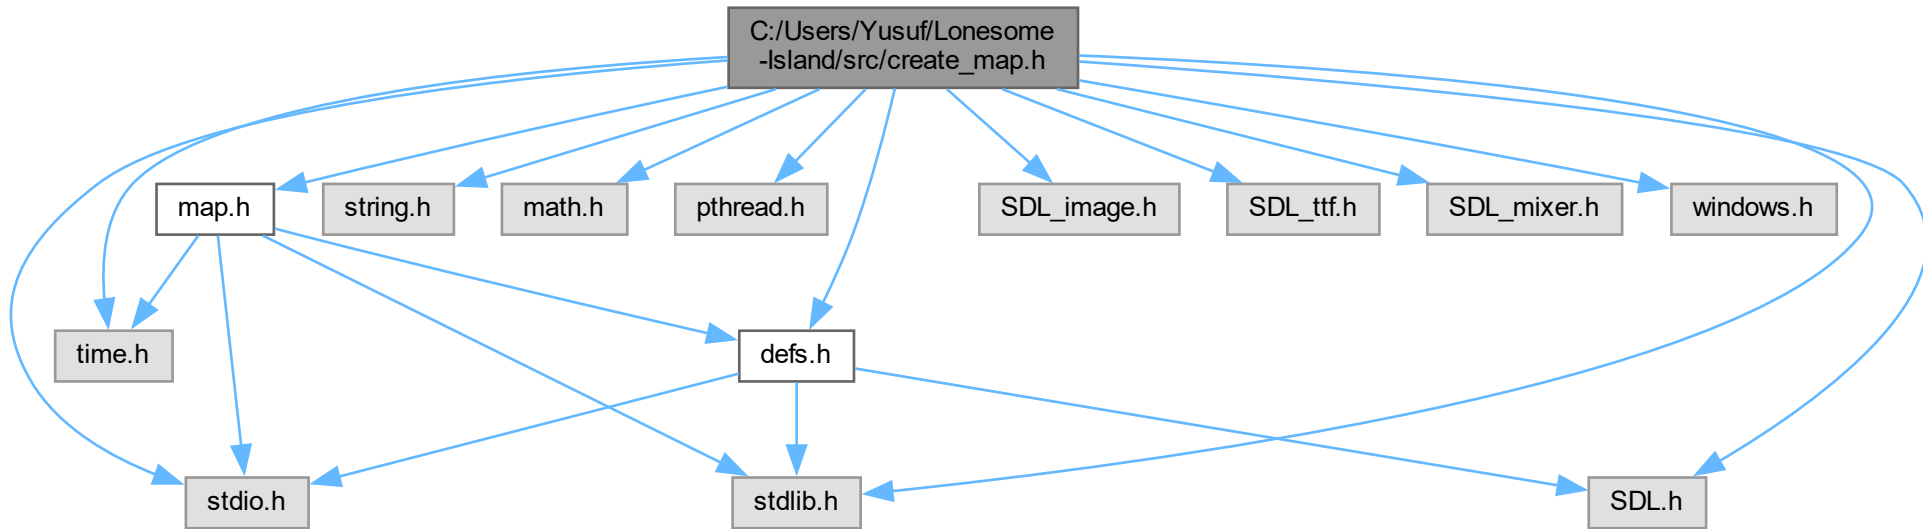 C:/Users/Yusuf/Lonesome
-Island/src/create_map.h
map.h
string.h
math.h
pthread.h
SDL_image.h
SDL_ttf.h
SDL_mixer.h
windows.h
time.h
defs.h
stdio.h
stdlib.h
SDL.h